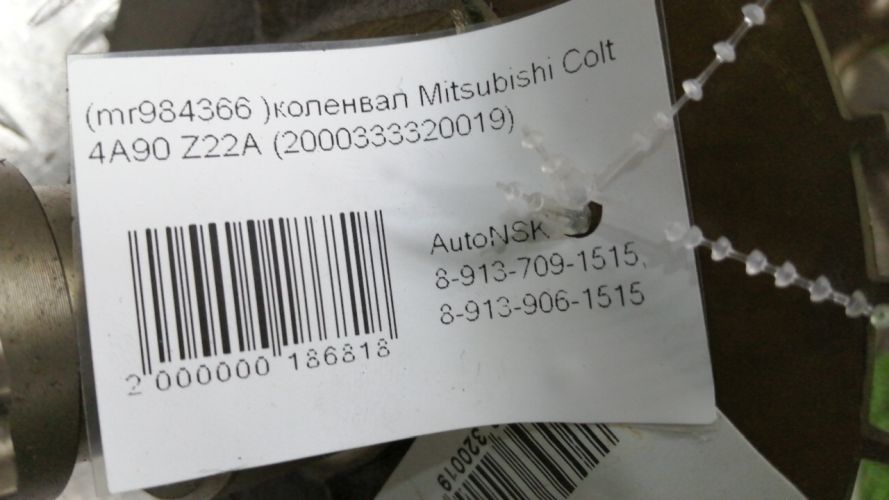 (mr984366 )коленвал Mitsubishi Colt
4A90 Z22A (2000333320019)
AutoNSK
8-913-709-1515,
8-913-906-1515
2 000000 186818
320019